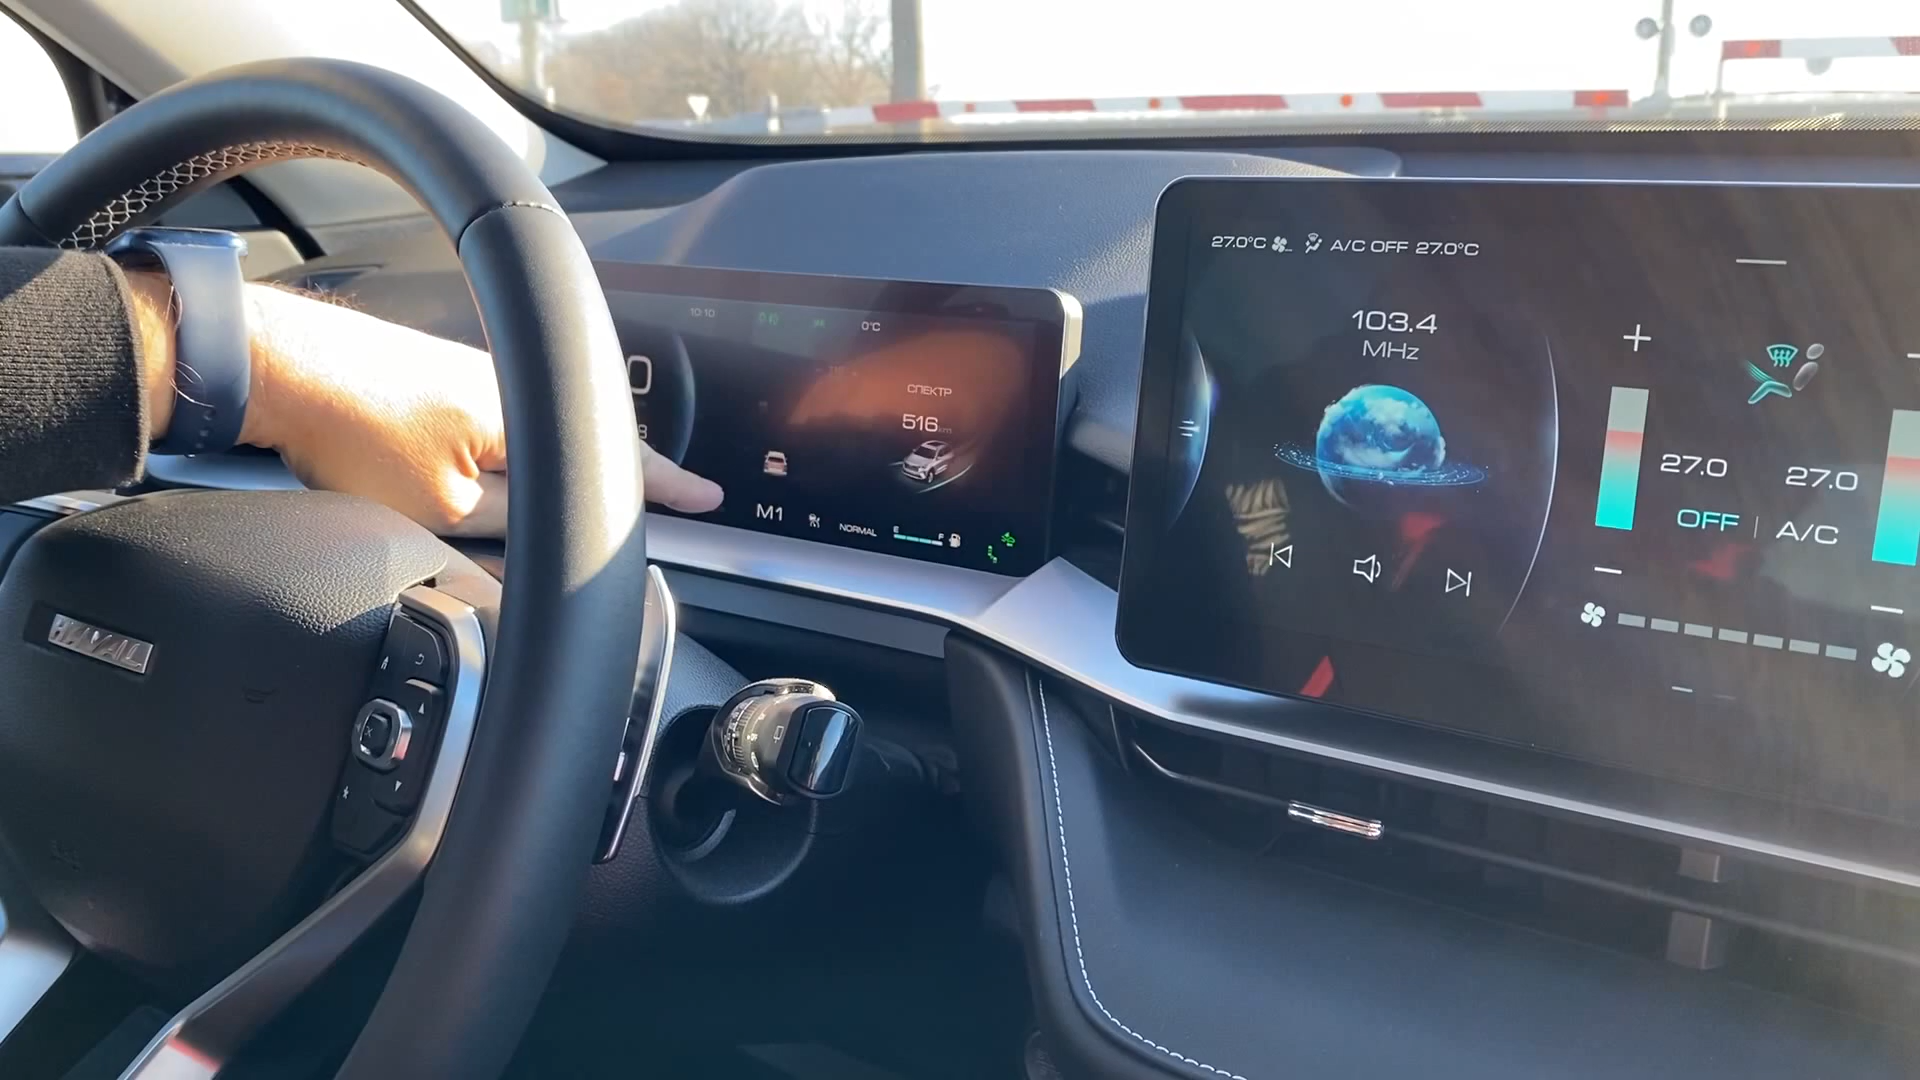 27.0°C A/C OFF 27.0°C
103.4
MHz
10:10
0°C
СПЕКТР
516 km
M1
NORMAL
E F
27.0
27.0
OFF | A/C
HAVAL